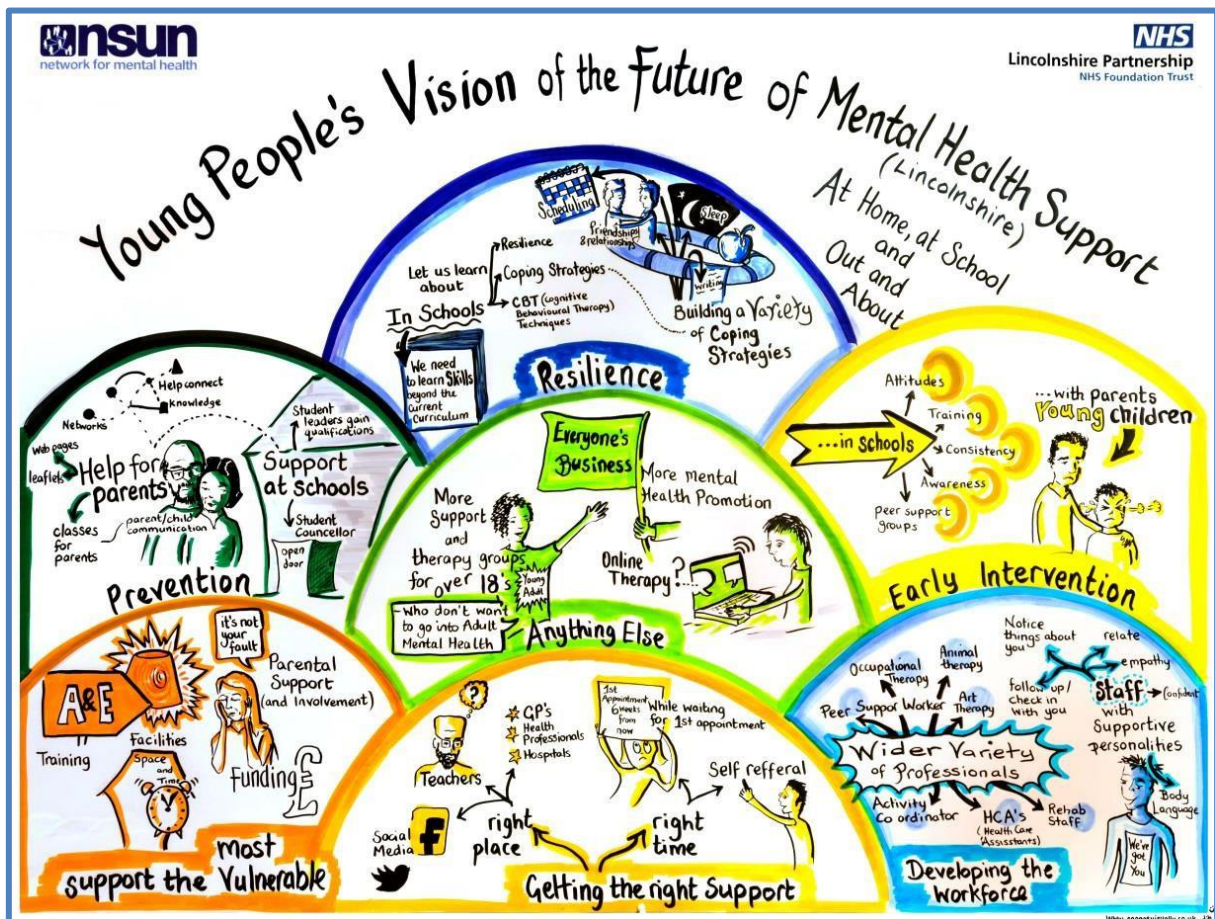 nsun
network for mental health
NHS
Lincolnshire Partnership
NHS Foundation Trust
Young People's Vision of the Future of Mental Health Support
(Lincolnshire)
At Home, at School
and
Out and
About
Scheduling
Friendships
& relationships
Sleep
writing
Let us learn
about
Resilience
Coping Strategies
CBT (Cognitive
Behavioural Therapy)
Techniques
In Schools
We need
to learn Skills
beyond the
Current
Curriculum
Building a Variety
of Coping
Strategies
Resilience
Help connect
Knowledge
Networks
web pages
leaflets
Help for
parents
classes
for
parents
parent/child
communication
Student
leaders gain
qualifications
Support
at schools
Student
Councellor
open
door
Prevention
Everyone's
Business
More mental
Health Promotion
More
Support
and
therapy groups
for over 18's
Young
Adult
Who don't want
to go into Adult
Mental Health
Online
Therapy?
Anything Else
...in schools
Attitudes
Training
Consistency
Awareness
peer support
groups
...with parents
Young children
Early Intervention
A&E
Training
Facilities
Space
and
Time
it's not
your
fault
Parental
Support
(and Involvement)
Funding £
support the most Vulnerable
?
Teachers
GP's
Health
Professionals
Hospitals
Social
Media
f
right
place
1st
Appointment
6 weeks
from
now
While waiting
for 1st appointment
Self refferal
right
time
Getting the right Support
Occupational
Therapy
Animal
therapy
Peer Suppor Worker
Art
Therapy
Wider Variety
of Professionals
Activity
Co ordinator
HCA's
(Health Care
Assisstants)
Rehab
Staff
Notice
things about
you
relate
empathy
follow up/
check in
with you
Staff
Confident
with
Supportive
personalities
Body
Language
We've
got
You
Developing the
Workforce